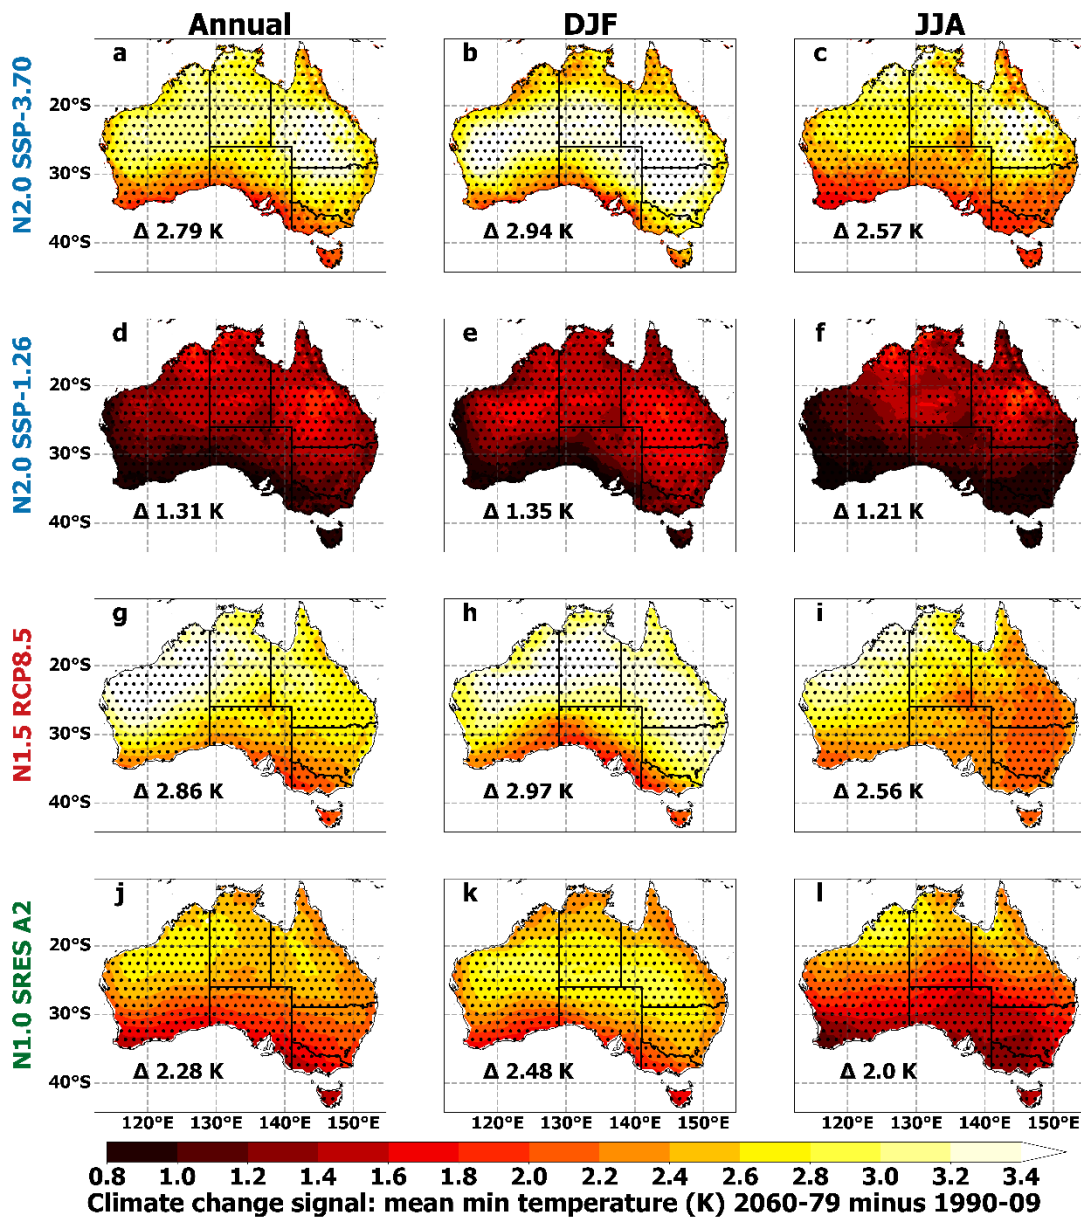 Annual DJF JJA
N2.0 SSP-3.70
a b c
20°S
30°S
40°S
Δ 2.79 K Δ 2.94 K Δ 2.57 K
N2.0 SSP-1.26
d e f
20°S
30°S
40°S
Δ 1.31 K Δ 1.35 K Δ 1.21 K
N1.5 RCP8.5
g h i
20°S
30°S
40°S
Δ 2.86 K Δ 2.97 K Δ 2.56 K
N1.0 SRES A2
j k l
20°S
30°S
40°S
Δ 2.28 K Δ 2.48 K Δ 2.0 K
120°E 130°E 140°E 150°E 120°E 130°E 140°E 150°E 120°E 130°E 140°E 150°E
0.8 1.0 1.2 1.4 1.6 1.8 2.0 2.2 2.4 2.6 2.8 3.0 3.2 3.4
Climate change signal: mean min temperature (K) 2060-79 minus 1990-09